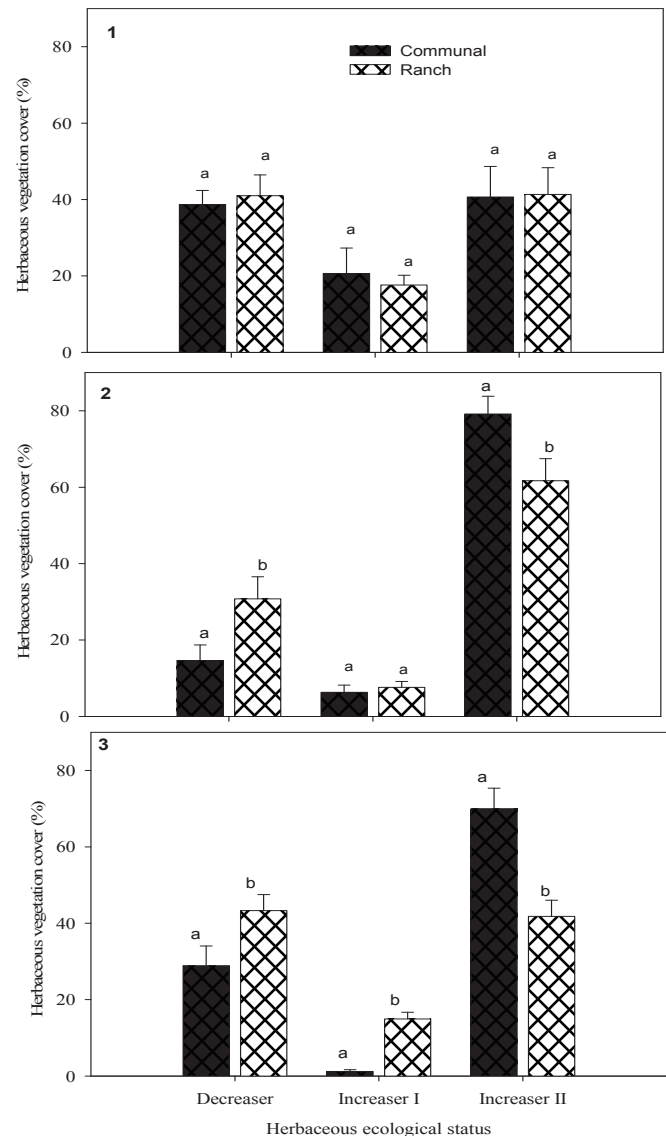 1
Communal
Ranch
Herbaceous vegetation cover (%)
80
60
40
20
0
a
a
a
a
a
a
2
Herbaceous vegetation cover (%)
80
60
40
20
0
a
b
a
a
a
b
3
Herbaceous vegetation cover (%)
80
60
40
20
0
a
b
a
b
a
b
Decreaser Increaser I Increaser II
Herbaceous ecological status